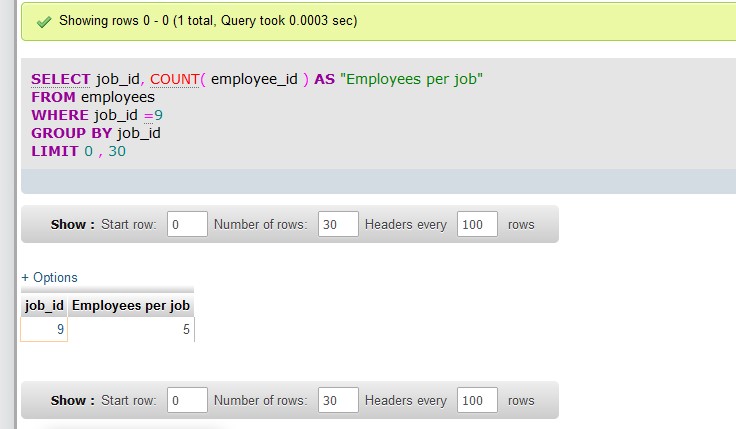 Showing rows 0 - 0 (1 total, Query took 0.0003 sec)
SELECT job_id, COUNT( employee_id ) AS "Employees per job"
FROM employees
WHERE job_id =9
GROUP BY job_id
LIMIT 0 , 30
Show : Start row: 0 Number of rows: 30 Headers every 100 rows
+ Options
job_id Employees per job
9 5
Show : Start row: 0 Number of rows: 30 Headers every 100 rows